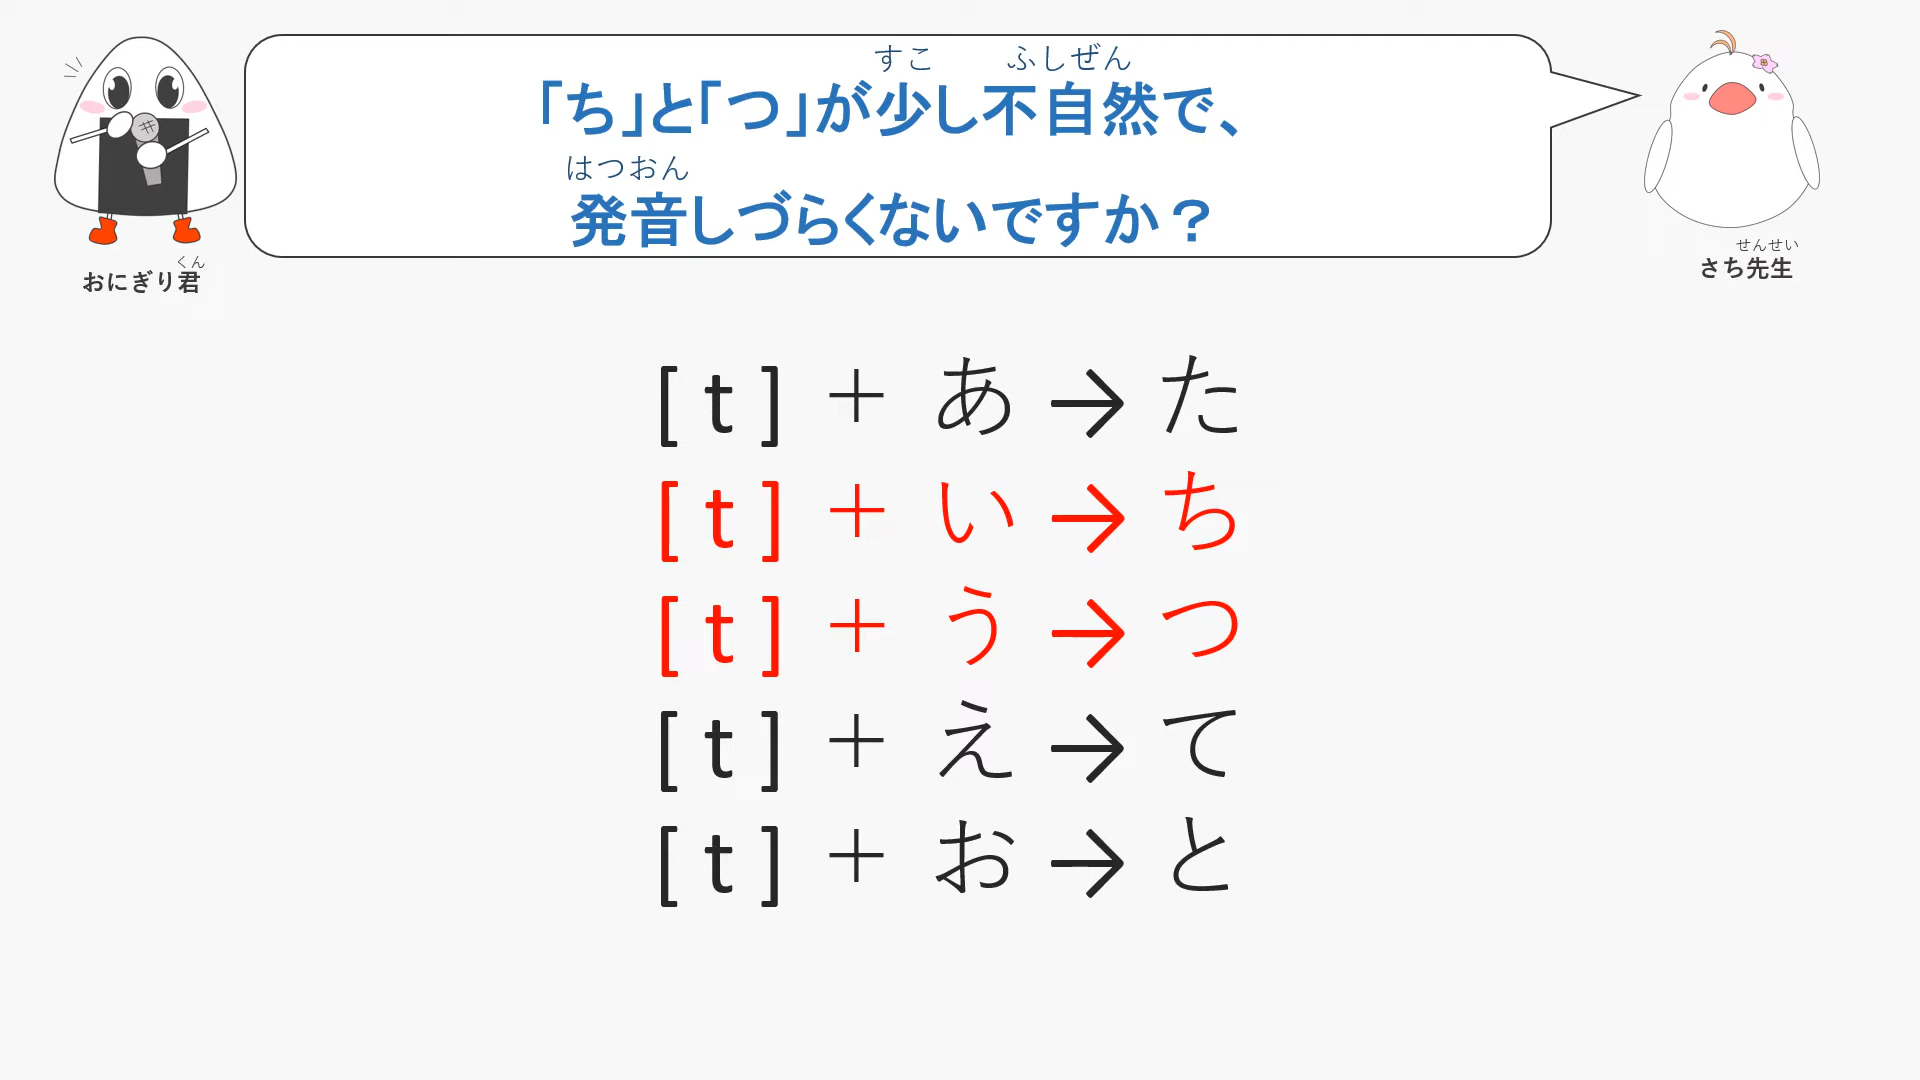 すこ ふしぜん
「ち」と「つ」が少し不自然で、
はつおん
発音しづらくないですか？
くん
おにぎり君
せんせい
さち先生
[ t ] ＋ あ → た
[ t ] ＋ い → ち
[ t ] ＋ う → つ
[ t ] ＋ え → て
[ t ] ＋ お → と